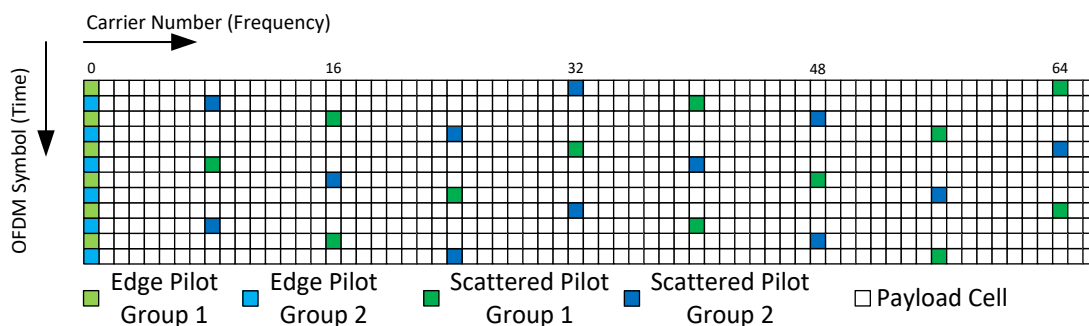 Carrier Number (Frequency)
OFDM Symbol (Time)
0 16 32 48 64
Edge Pilot Group 1
Edge Pilot Group 2
Scattered Pilot Group 1
Scattered Pilot Group 2
Payload Cell